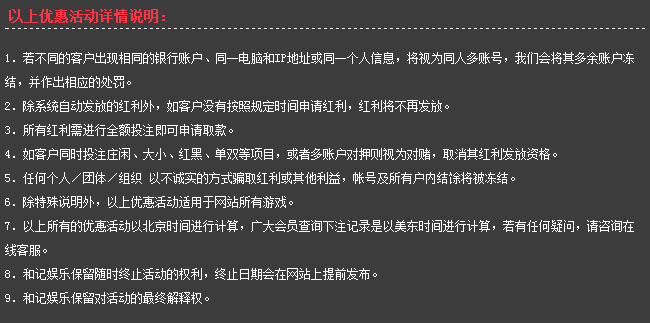 以上优惠活动详情说明：
1. 若不同的客户出现相同的银行账户、同一电脑和IP地址或同一个人信息，将视为同人多账号，我们会将其多余账户冻
结，并作出相应的处罚。
2. 除系统自动发放的红利外，如客户没有按照规定时间申请红利，红利将不再发放。
3. 所有红利需进行全额投注即可申请取款。
4. 如客户同时投注庄闲、大小、红黑、单双等项目，或者多账户对押则视为对赌，取消其红利发放资格。
5. 任何个人／团体／组织 以不诚实的方式骗取红利或其他利益，帐号及所有户内结馀将被冻结。
6. 除特殊说明外，以上优惠活动适用于网站所有游戏。
7. 以上所有的优惠活动以北京时间进行计算，广大会员查询下注记录是以美东时间进行计算，若有任何疑问，请咨询在
线客服。
8. 和记娱乐保留随时终止活动的权利，终止日期会在网站上提前发布。
9. 和记娱乐保留对活动的最终解释权。